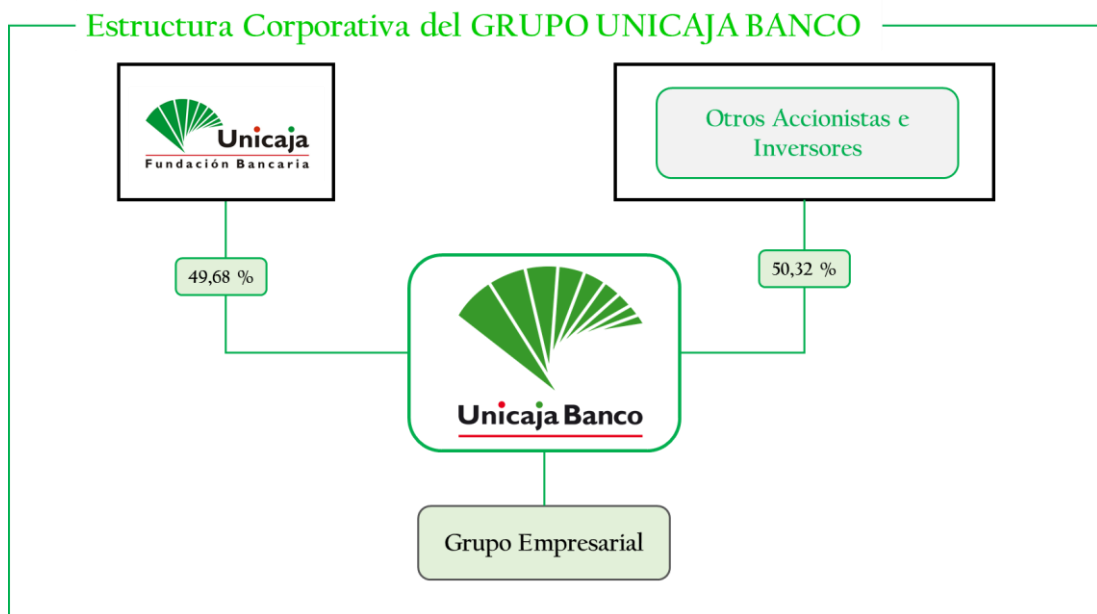 Estructura Corporativa del GRUPO UNICAJA BANCO
Unicaja
Fundación Bancaria
Otros Accionistas e
Inversores
49,68 %
50,32 %
Unicaja Banco
Grupo Empresarial